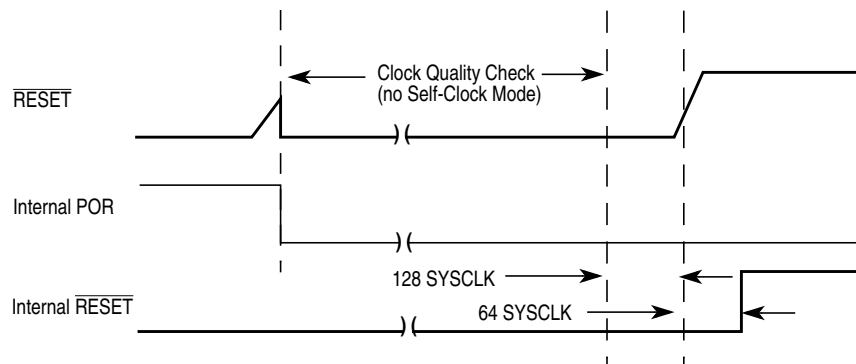 RESET
Clock Quality Check
(no Self-Clock Mode)
Internal POR
128 SYSCLK
Internal RESET
64 SYSCLK